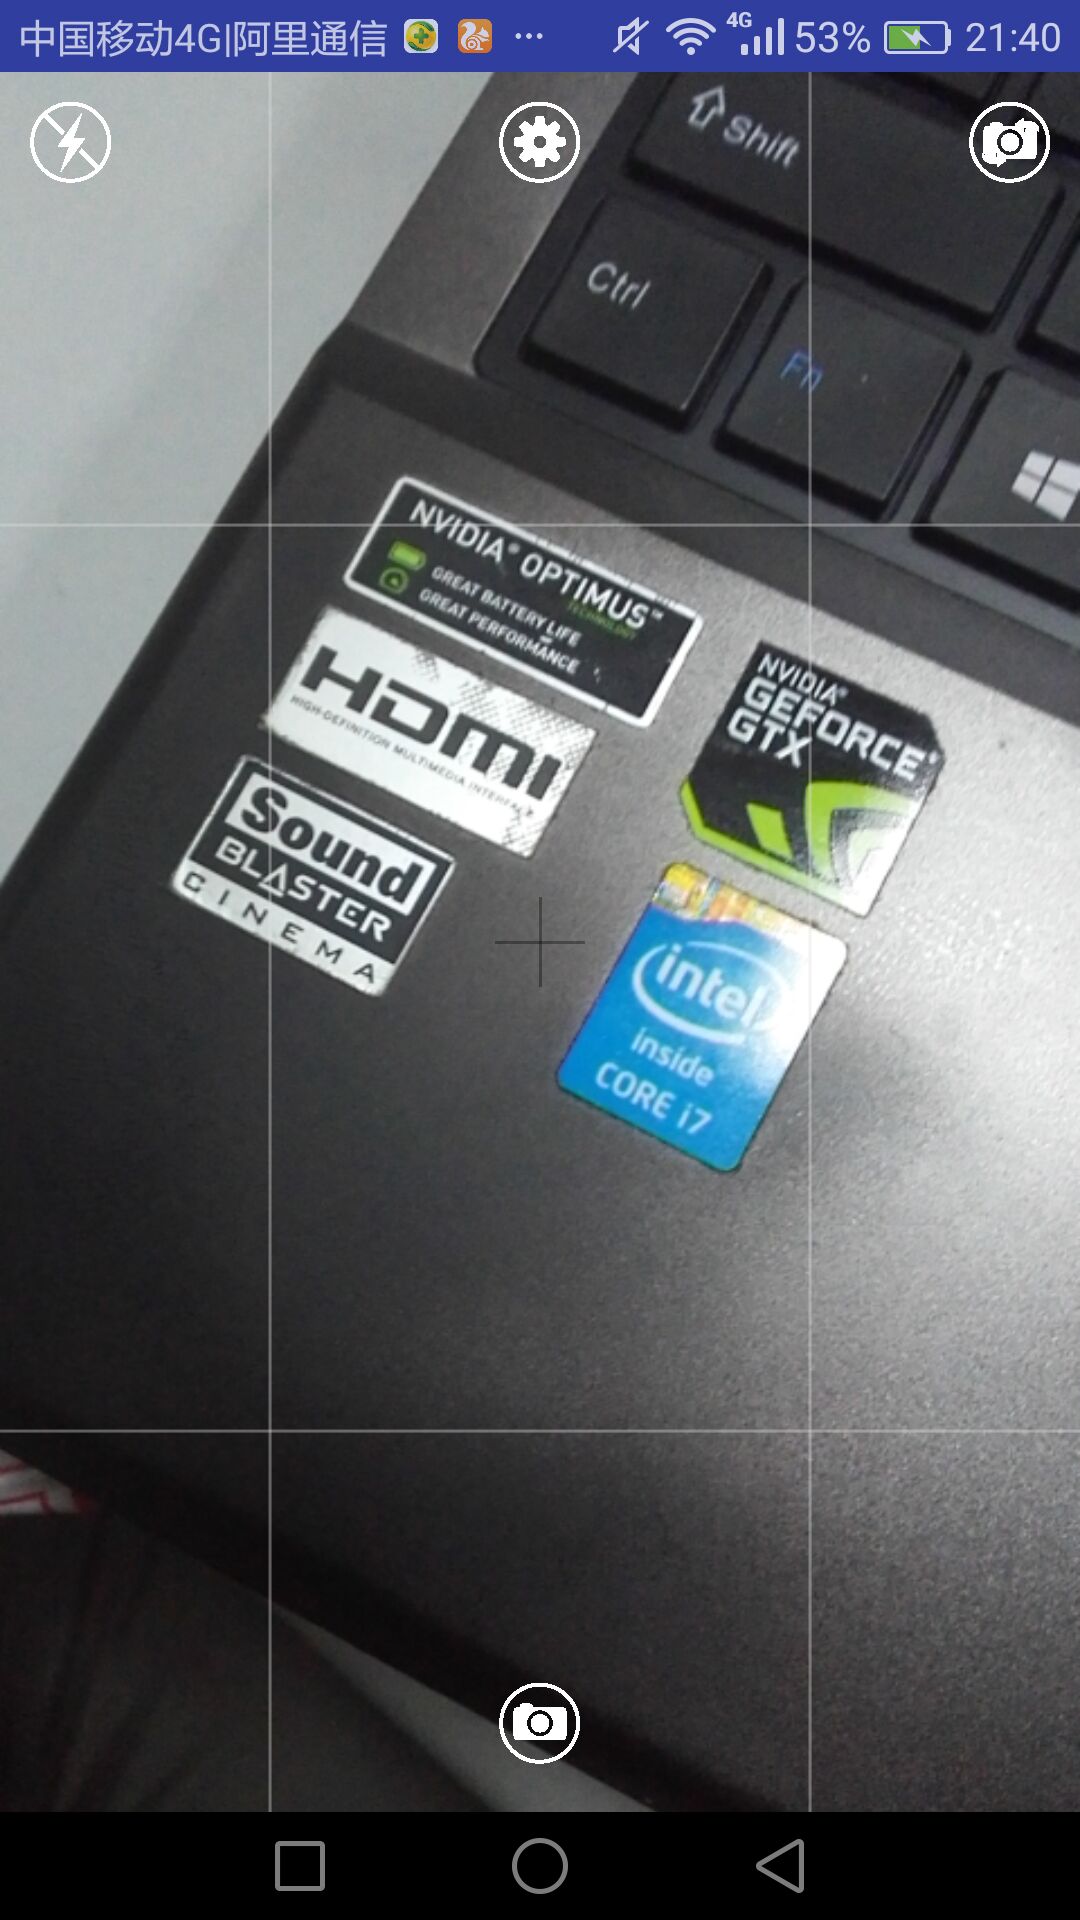 中国移动4G|阿里通信
4G
53%
21:40
Shift
Ctrl
Fn
NVIDIA® OPTIMUS™
TECHNOLOGY
GREAT BATTERY LIFE
GREAT PERFORMANCE
HDMI
HIGH-DEFINITION MULTIMEDIA INTERFACE
NVIDIA®
GEFORCE®
GTX
Sound
BLASTER
CINEMA
intel
inside
CORE i7